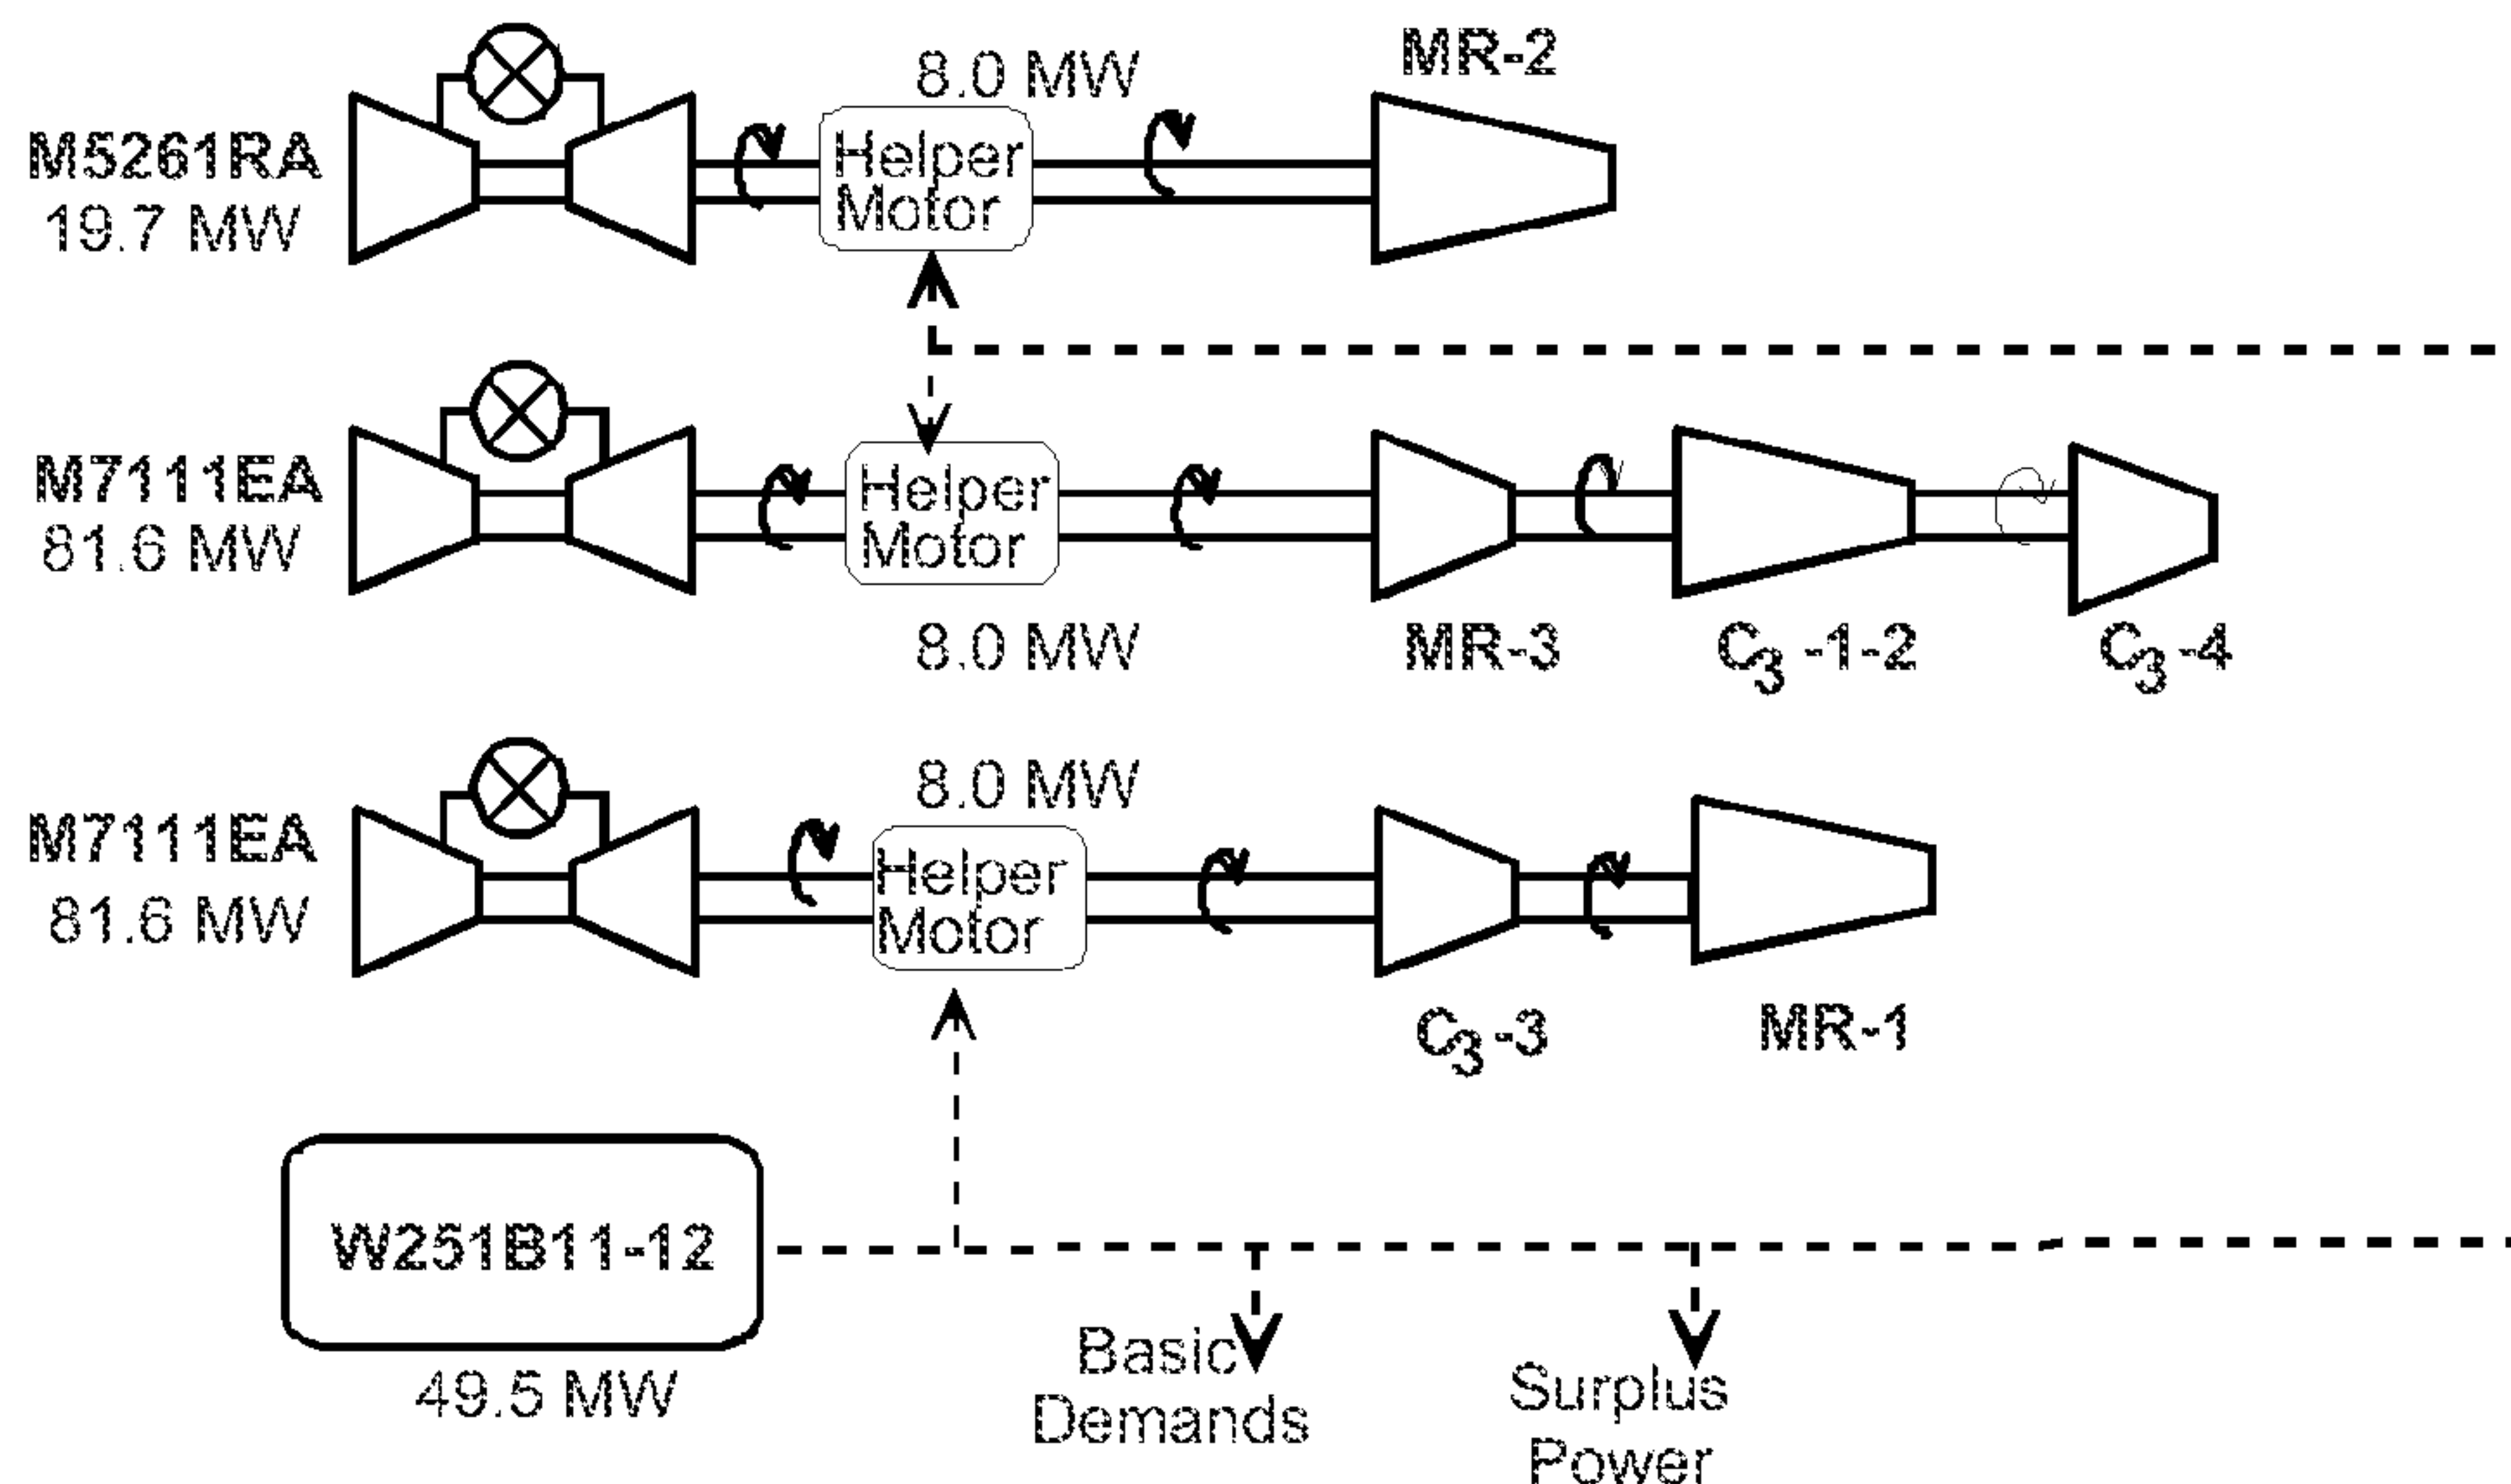 MR-2
8.0 MW
M5261RA
19.7 MW
Helper
Motor
M7111EA
81.6 MW
Helper
Motor
8.0 MW
MR-3
C3-1-2
C3-4
8.0 MW
M7111EA
81.6 MW
Helper
Motor
C3-3
MR-1
W251B11-12
49.5 MW
Basic
Demands
Surplus
Power